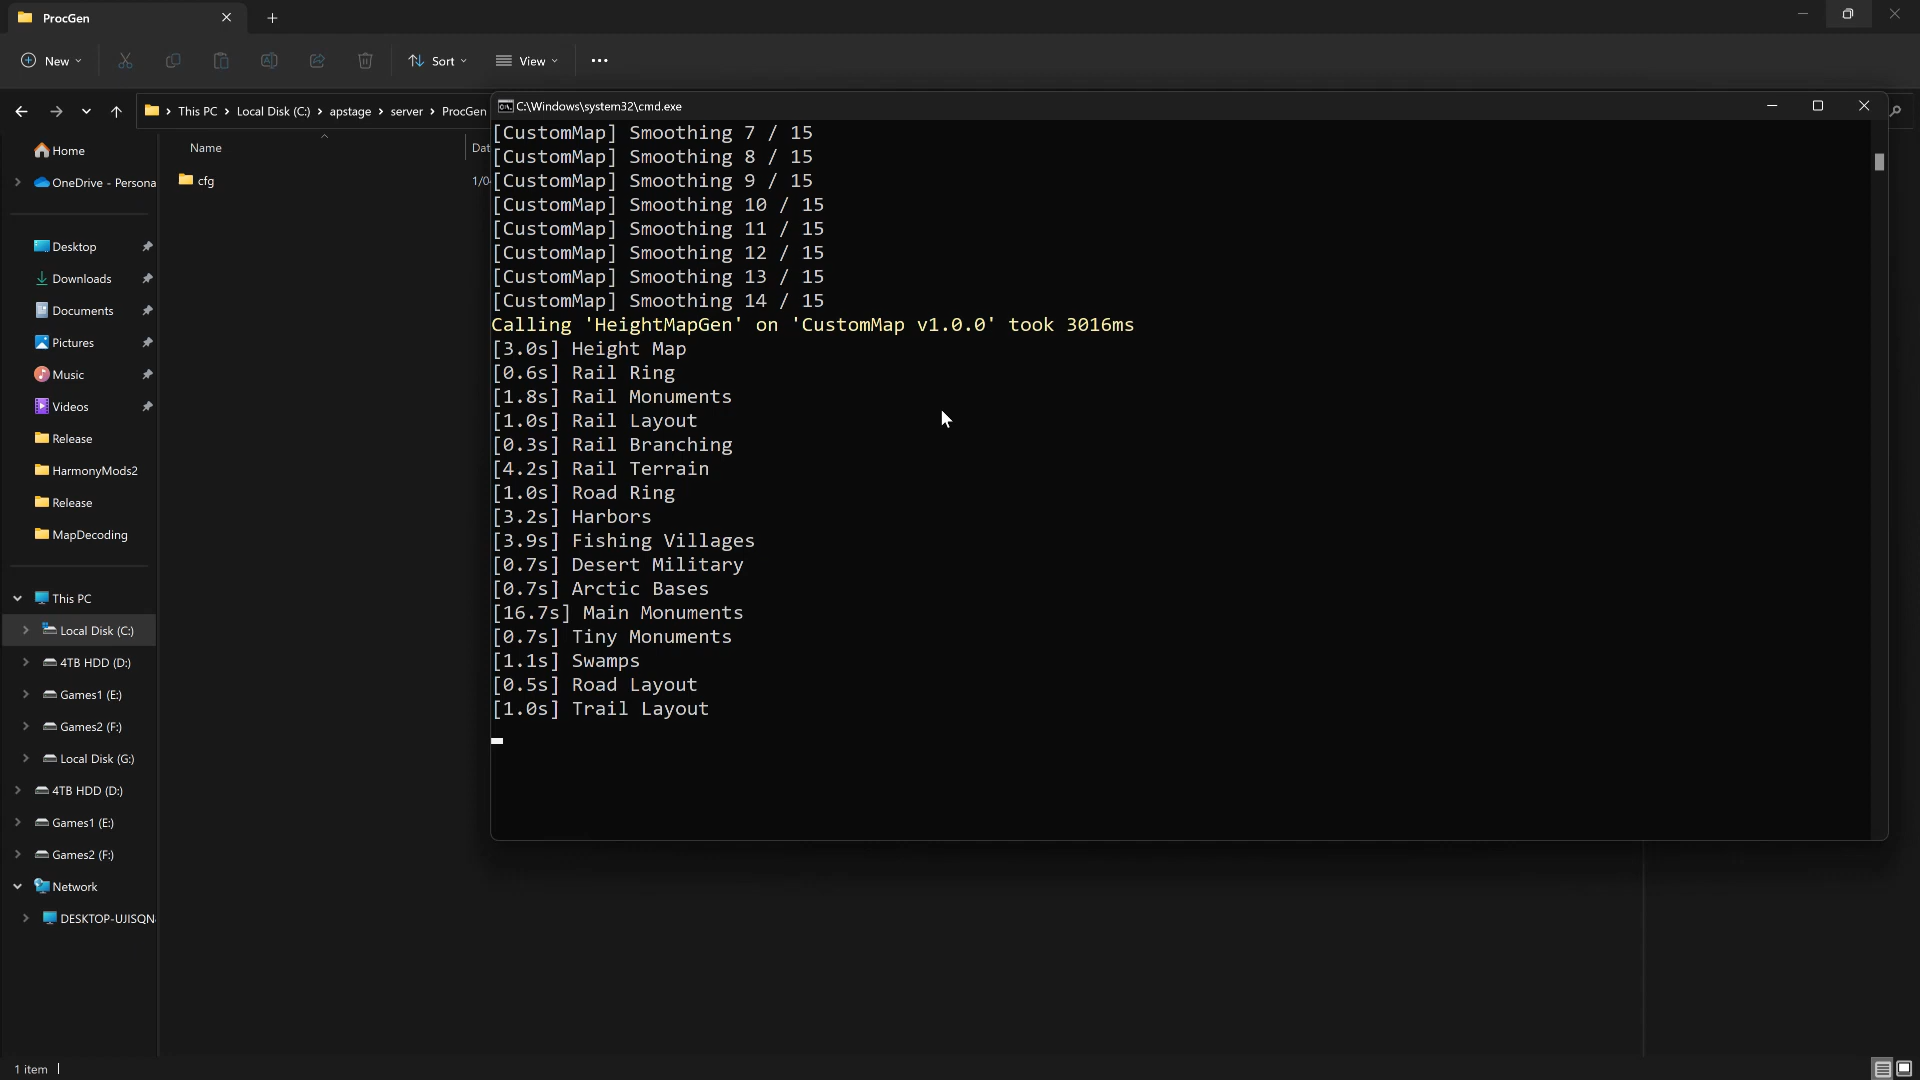 ProcGen
New
Sort
View
This PC > Local Disk (C:) > apstage > server > ProcGen
C:\Windows\system32\cmd.exe
Name
cfg
1/0
Home
OneDrive - Persona
Desktop
Downloads
Documents
Pictures
Music
Videos
Release
HarmonyMods2
Release
MapDecoding
This PC
Local Disk (C:)
4TB HDD (D:)
Games1 (E:)
Games2 (F:)
Local Disk (G:)
4TB HDD (D:)
Games1 (E:)
Games2 (F:)
Network
DESKTOP-UJISQN
[CustomMap] Smoothing 7 / 15
[CustomMap] Smoothing 8 / 15
[CustomMap] Smoothing 9 / 15
[CustomMap] Smoothing 10 / 15
[CustomMap] Smoothing 11 / 15
[CustomMap] Smoothing 12 / 15
[CustomMap] Smoothing 13 / 15
[CustomMap] Smoothing 14 / 15
Calling 'HeightMapGen' on 'CustomMap v1.0.0' took 3016ms
[3.0s] Height Map
[0.6s] Rail Ring
[1.8s] Rail Monuments
[1.0s] Rail Layout
[0.3s] Rail Branching
[4.2s] Rail Terrain
[1.0s] Road Ring
[3.2s] Harbors
[3.9s] Fishing Villages
[0.7s] Desert Military
[0.7s] Arctic Bases
[16.7s] Main Monuments
[0.7s] Tiny Monuments
[1.1s] Swamps
[0.5s] Road Layout
[1.0s] Trail Layout
1 item